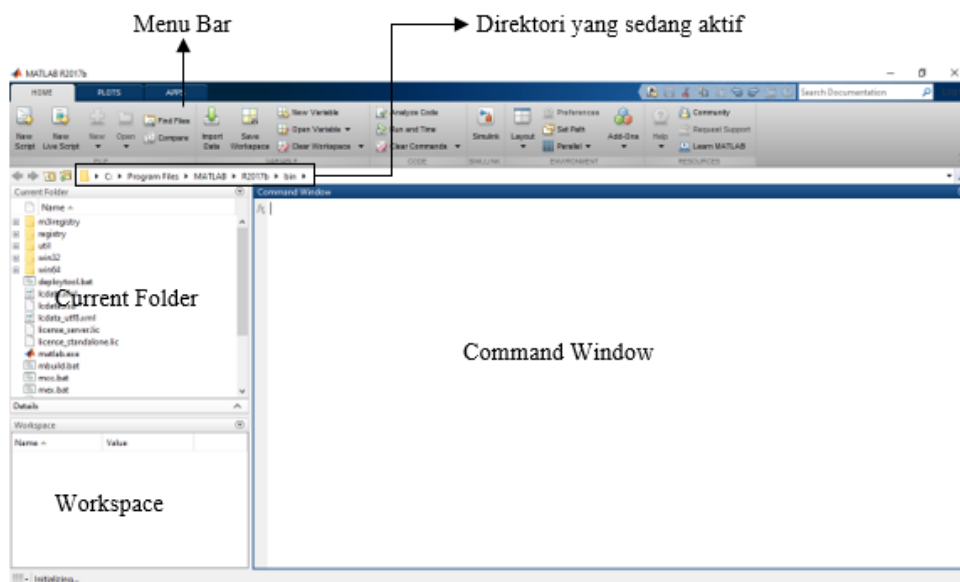 Menu Bar
Direktori yang sedang aktif
MATLAB R2017b
HOME PLOTS APPS
Search Documentation
New Script
New Live Script
New
Open
Find Files
Compare
Import Data
Save Workspace
New Variable
Open Variable
Clear Workspace
Analyze Code
Run and Time
Clear Commands
Simulink
Layout
Preferences
Set Path
Parallel
Add-Ons
Help
Community
Request Support
Learn MATLAB
FILE
VARIABLE
CODE
SIMULINK
ENVIRONMENT
RESOURCES
C: Program Files MATLAB R2017b bin
Current Folder
Command Window
Name
fx
m3iregistry
registry
util
win32
win64
deploytool.bat
Current Folder
lcdata_utf8.xml
license_server.lic
license_standalone.lic
matlab.exe
mbuild.bat
mcc.bat
mex.bat
Command Window
Details
Workspace
Name Value
Workspace
Initializing...